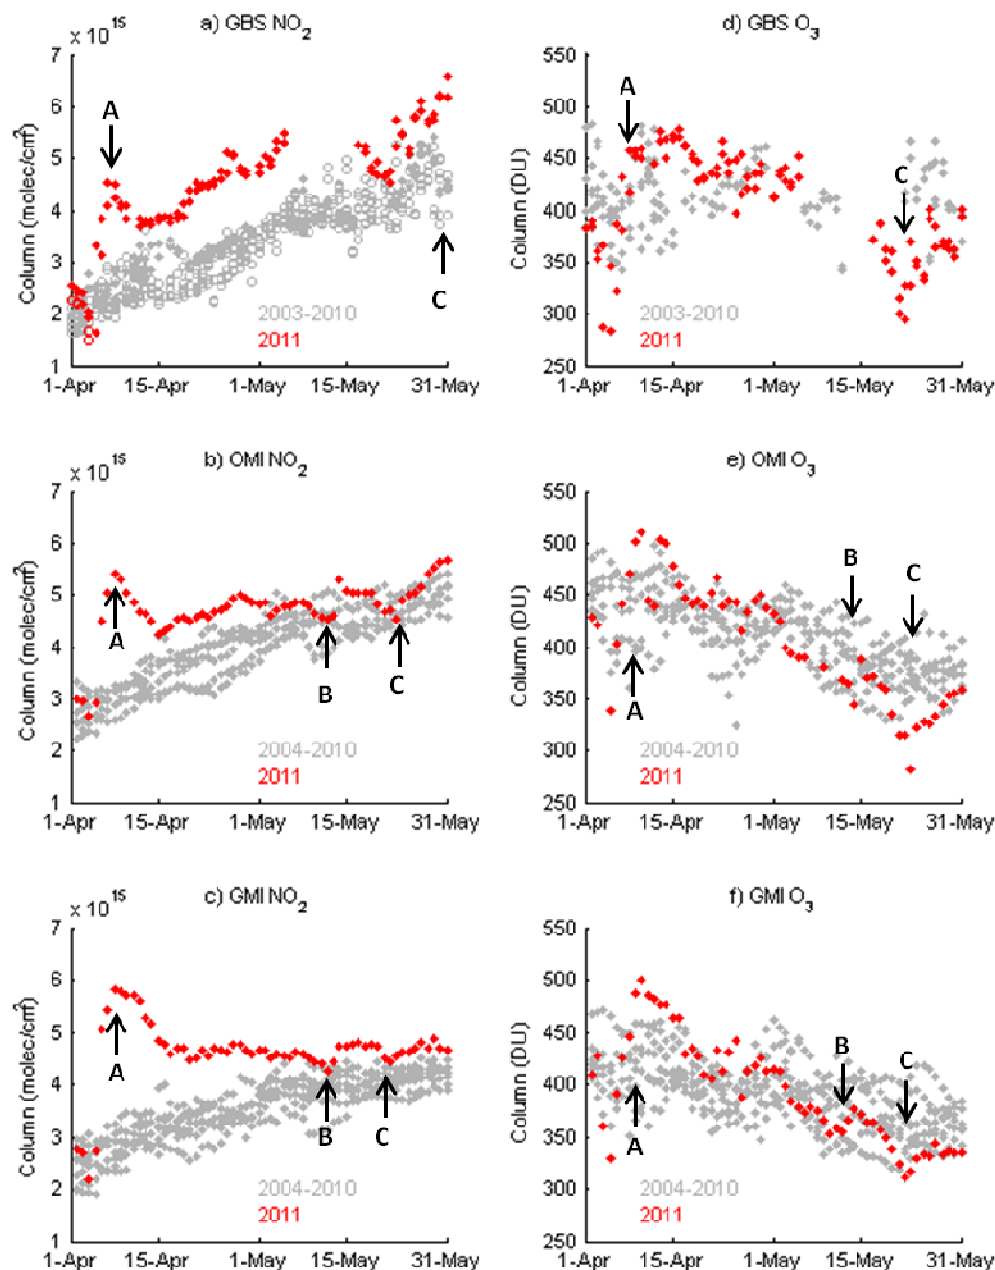 a) GBS NO2
x 10^15
Column (molec/cm2)
7
6
5
4
3
2
1
A
C
2003-2010
2011
1-Apr 15-Apr 1-May 15-May 31-May
d) GBS O3
Column (DU)
550
500
450
400
350
300
250
A
C
2003-2010
2011
1-Apr 15-Apr 1-May 15-May 31-May
b) OMI NO2
x 10^15
Column (molec/cm2)
7
6
5
4
3
2
1
A
B
C
2004-2010
2011
1-Apr 15-Apr 1-May 15-May 31-May
e) OMI O3
Column (DU)
550
500
450
400
350
300
250
A
B
C
2004-2010
2011
1-Apr 15-Apr 1-May 15-May 31-May
c) GMI NO2
x 10^15
Column (molec/cm2)
7
6
5
4
3
2
1
A
B
C
2004-2010
2011
1-Apr 15-Apr 1-May 15-May 31-May
f) GMI O3
Column (DU)
550
500
450
400
350
300
250
A
B
C
2004-2010
2011
1-Apr 15-Apr 1-May 15-May 31-May